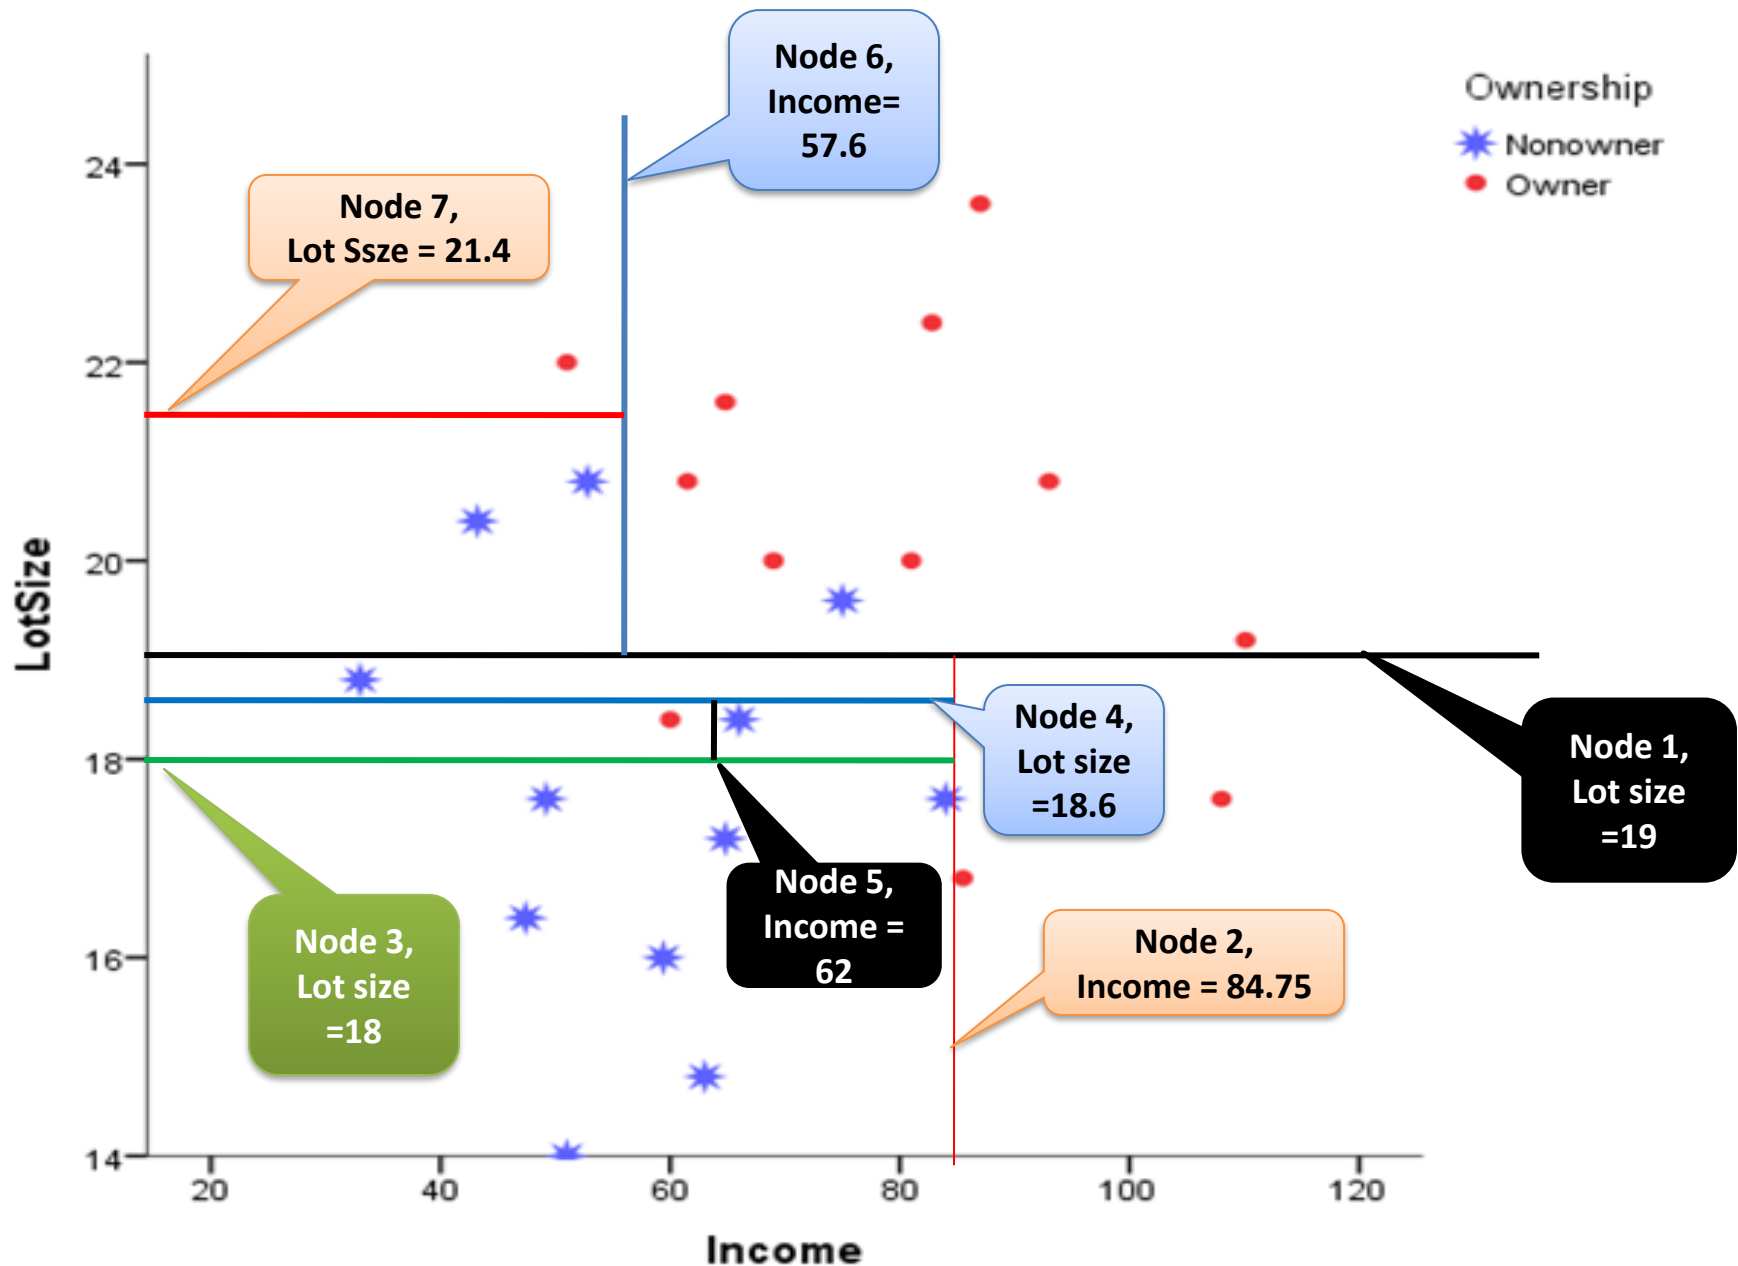 Node 6,
Income=
57.6
Ownership
Nonowner
Owner
Node 7,
Lot Ssze = 21.4
24
22
20
18
16
14
LotSize
Node 4,
Lot size
=18.6
Node 1,
Lot size
=19
Node 5,
Income =
62
Node 3,
Lot size
=18
Node 2,
Income = 84.75
20 40 60 80 100 120
Income